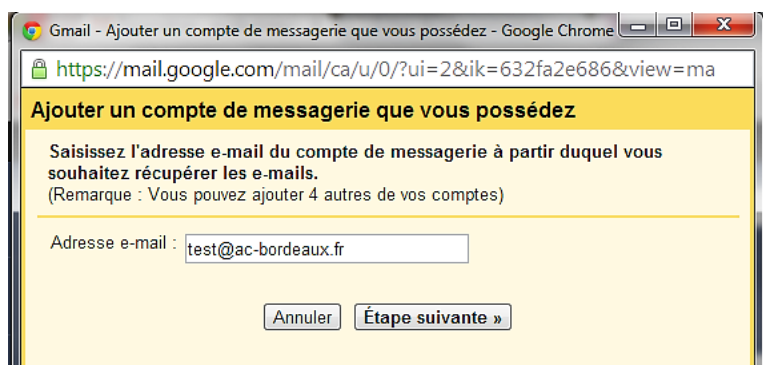 Gmail - Ajouter un compte de messagerie que vous possédez - Google Chrome
https://mail.google.com/mail/ca/u/0/?ui=2&ik=632fa2e686&view=ma
Ajouter un compte de messagerie que vous possédez
Saisissez l'adresse e-mail du compte de messagerie à partir duquel vous
souhaitez récupérer les e-mails.
(Remarque : Vous pouvez ajouter 4 autres de vos comptes)
Adresse e-mail : test@ac-bordeaux.fr
Annuler Étape suivante »